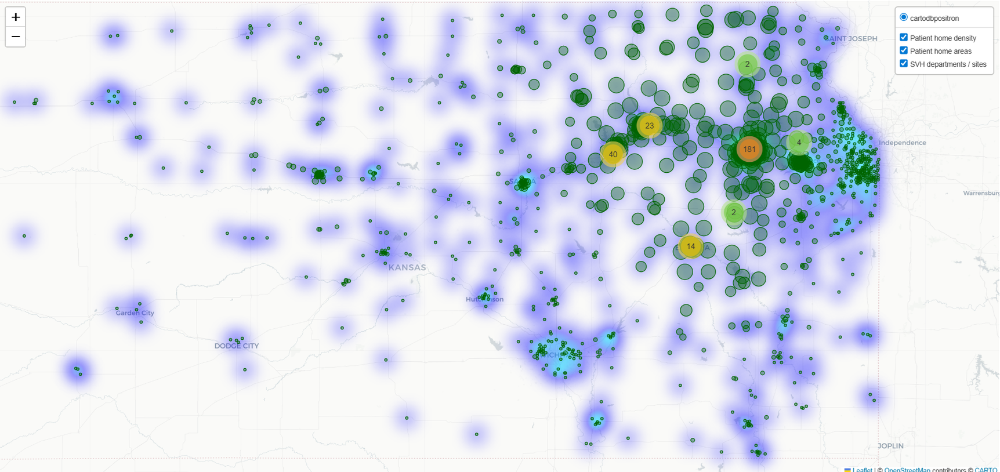 +
−
cartodbpositron
Patient home density
Patient home areas
SVH departments / sites
SAINT JOSEPH
2
23
4
Independence
40
181
Warrensburg
2
14
KANSAS
Hutchinson
Garden City
DODGE CITY
JOPLIN
Leaflet | © OpenStreetMap contributors © CARTO